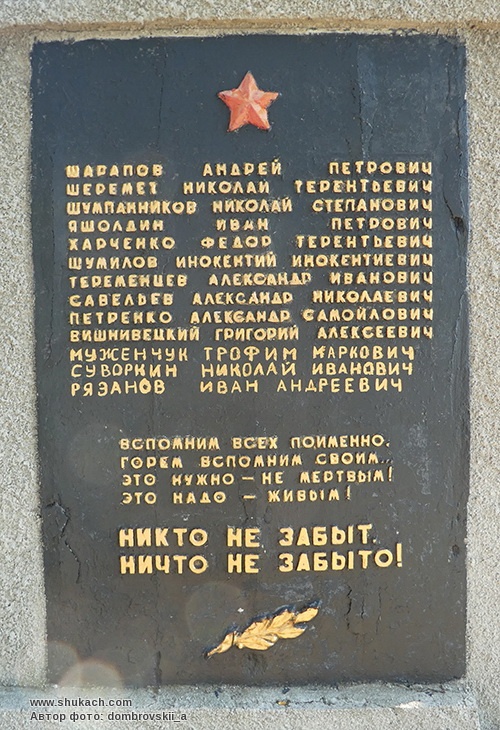 ШАРАПОВ АНДРЕЙ ПЕТРОВИЧ
ШЕРЕМЕТ НИКОЛАЙ ТЕРЕНТЬЕВИЧ
ШУМПАННИКОВ НИКОЛАЙ СТЕПАНОВИЧ
ЯШОЛДИН ИВАН ПЕТРОВИЧ
ХАРЧЕНКО ФЕДОР ТЕРЕНТЬЕВИЧ
ШУМИЛОВ ИНОКЕНТИЙ ИНОКЕНТИЕВИЧ
ТЕРЕМЕНЦЕВ АЛЕКСАНДР ИВАНОВИЧ
САВЕЛЬЕВ АЛЕКСАНДР НИКОЛАЕВИЧ
ПЕТРЕНКО АЛЕКСАНДР САМОЙЛОВИЧ
ВИШНИВЕЦКИЙ ГРИГОРИЙ АЛЕКСЕЕВИЧ
МУЖЕНЧУК ТРОФИМ МАРКОВИЧ
СУВОРКИН НИКОЛАЙ ИВАНОВИЧ
РЯЗАНОВ ИВАН АНДРЕЕВИЧ
ВСПОМНИМ ВСЕХ ПОИМЕННО,
ГОРЕМ ВСПОМНИМ СВОИМ...
ЭТО НУЖНО – НЕ МЕРТВЫМ!
ЭТО НАДО – ЖИВЫМ!
НИКТО НЕ ЗАБЫТ,
НИЧТО НЕ ЗАБЫТО!
www.shukach.com
Автор фото: dombrovskii_a